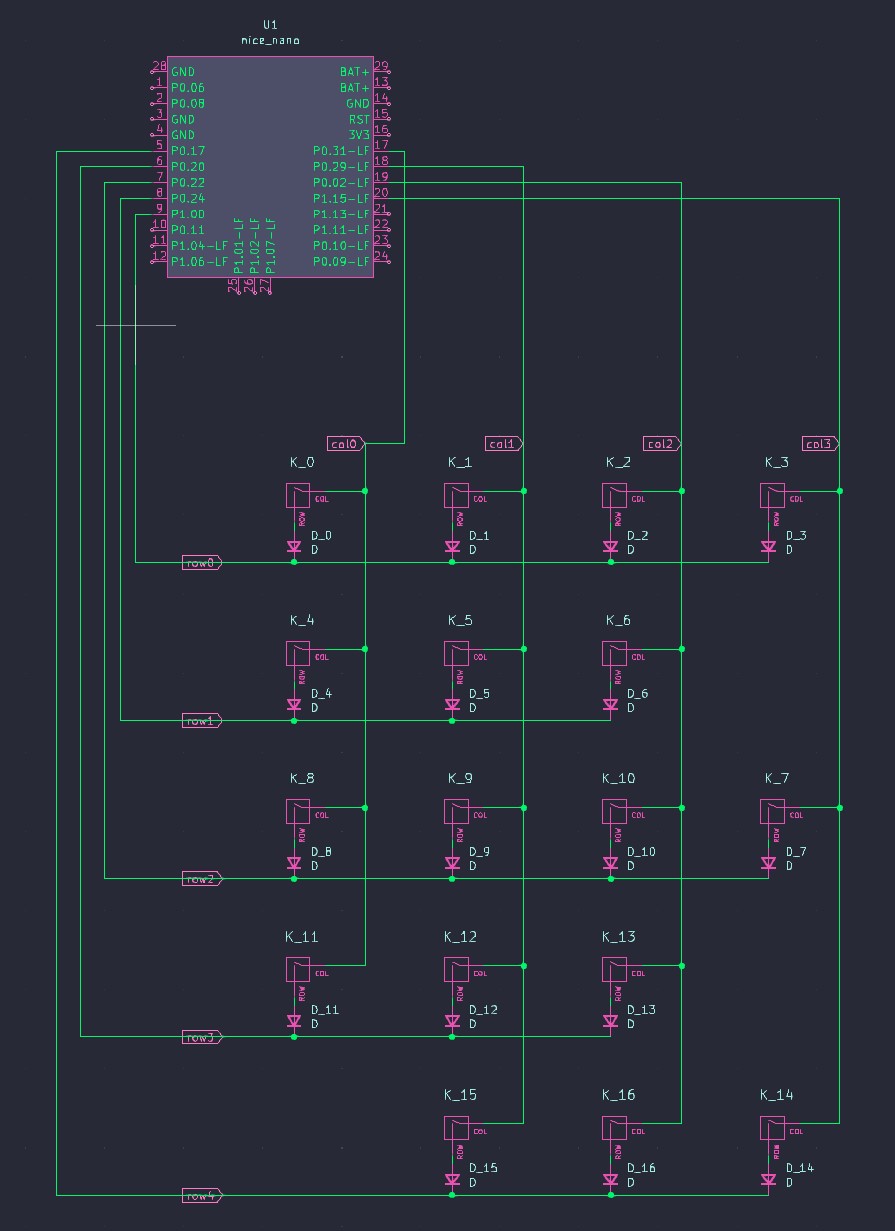 U1
nice_nano
28 GND BAT+ 29
1 P0.06 BAT+ 13
2 P0.08 GND 14
3 GND RST 15
4 GND 3V3 16
5 P0.17 P0.31-LF 17
6 P0.20 P0.29-LF 18
7 P0.22 P0.02-LF 19
8 P0.24 P1.15-LF 20
9 P1.00 P1.13-LF 21
10 P0.11 P1.11-LF 22
11 P1.04-LF P0.10-LF 23
12 P1.06-LF P0.09-LF 24
P1.01-LF P1.02-LF P1.07-LF
25 26 27
col0 col1 col2 col3
K_0 K_1 K_2 K_3
COL COL COL COL
ROW ROW ROW ROW
D_0 D_1 D_2 D_3
D D D D
row0
K_4 K_5 K_6
COL COL COL
ROW ROW ROW
D_4 D_5 D_6
D D D
row1
K_8 K_9 K_10 K_7
COL COL COL COL
ROW ROW ROW ROW
D_8 D_9 D_10 D_7
D D D D
row2
K_11 K_12 K_13
COL COL COL
ROW ROW ROW
D_11 D_12 D_13
D D D
row3
K_15 K_16 K_14
COL COL COL
ROW ROW ROW
D_15 D_16 D_14
D D D
row4